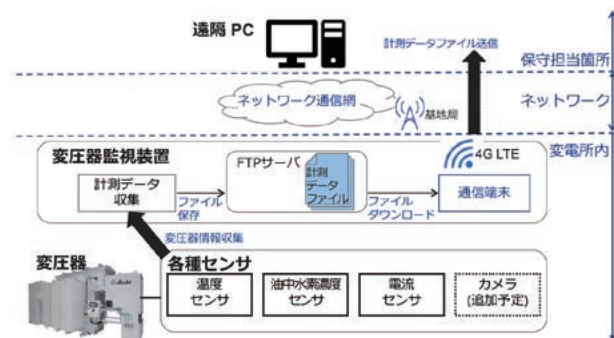 遠隔 PC
計測データファイル送信
保守担当箇所
ネットワーク通信網
基地局
ネットワーク
変圧器監視装置
FTPサーバ
4G LTE
変電所内
計測データ
収集
ファイル
保存
計測
データ
ファイル
ファイル
ダウンロード
通信端末
変圧器情報収集
変圧器
各種センサ
温度
センサ
油中水素濃度
センサ
電流
センサ
カメラ
(追加予定)